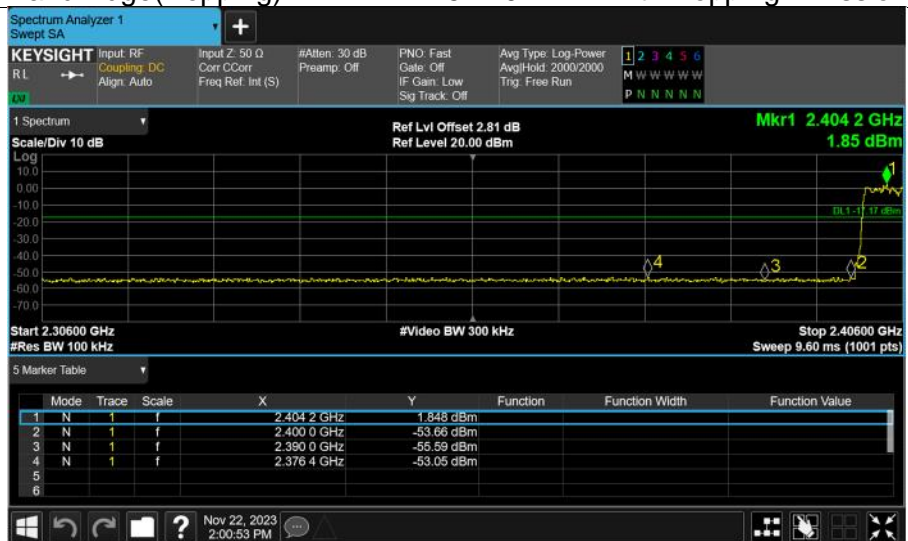 Spectrum Analyzer 1
Swept SA
+
KEYSIGHT Input: RF Input Z: 50 Ω #Atten: 30 dB PNO: Fast Avg Type: Log-Power 1 2 3 4 5 6
RL Coupling: DC Corr CCorr Preamp: Off Gate: Off Avg|Hold: 2000/2000 M W W W W W
Align: Auto Freq Ref: Int (S) IF Gain: Low Trig: Free Run
Sig Track: Off P N N N N N
1 Spectrum
Ref Lvl Offset 2.81 dB Mkr1 2.404 2 GHz
Scale/Div 10 dB Ref Level 20.00 dBm 1.85 dBm
Log
10.0
0.00
-10.0
-20.0
-30.0
-40.0
-50.0
-60.0
-70.0
1
DL1 -17.17 dBm
4 3 2
Start 2.30600 GHz #Video BW 300 kHz Stop 2.40600 GHz
#Res BW 100 kHz Sweep 9.60 ms (1001 pts)
5 Marker Table
Mode Trace Scale X Y Function Function Width Function Value
1 N 1 f 2.404 2 GHz 1.848 dBm
2 N 1 f 2.400 0 GHz -53.66 dBm
3 N 1 f 2.390 0 GHz -55.59 dBm
4 N 1 f 2.376 4 GHz -53.05 dBm
5
6
? Nov 22, 2023
2:00:53 PM